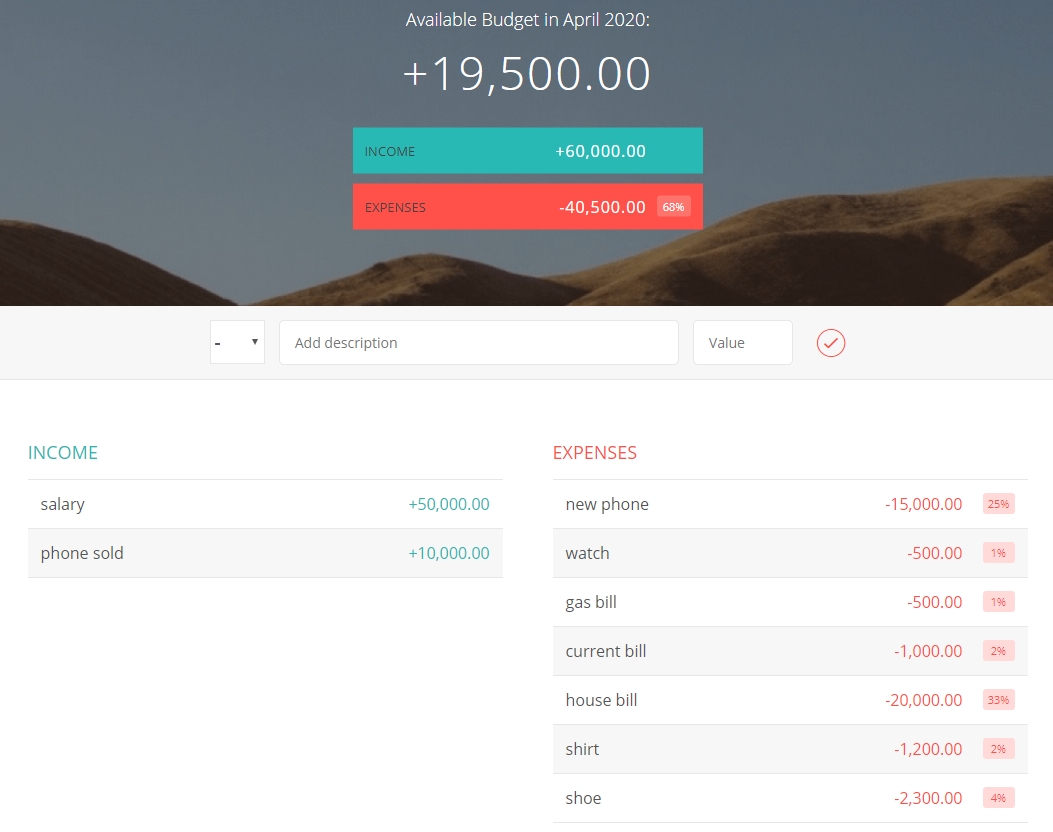 Available Budget in April 2020:
+19,500.00
INCOME +60,000.00
EXPENSES -40,500.00 68%
- Add description Value
INCOME
salary +50,000.00
phone sold +10,000.00
EXPENSES
new phone -15,000.00 25%
watch -500.00 1%
gas bill -500.00 1%
current bill -1,000.00 2%
house bill -20,000.00 33%
shirt -1,200.00 2%
shoe -2,300.00 4%